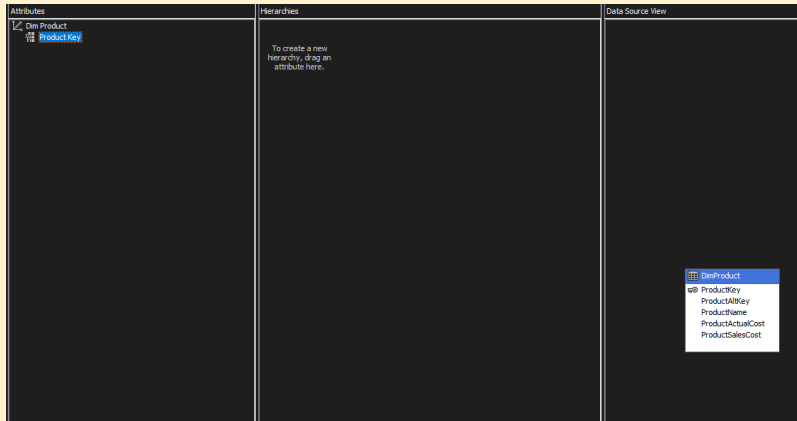 Attributes
Dim Product
Product Key
Hierarchies
To create a new
hierarchy, drag an
attribute here.
Data Source View
DimProduct
ProductKey
ProductAltKey
ProductName
ProductActualCost
ProductSalesCost